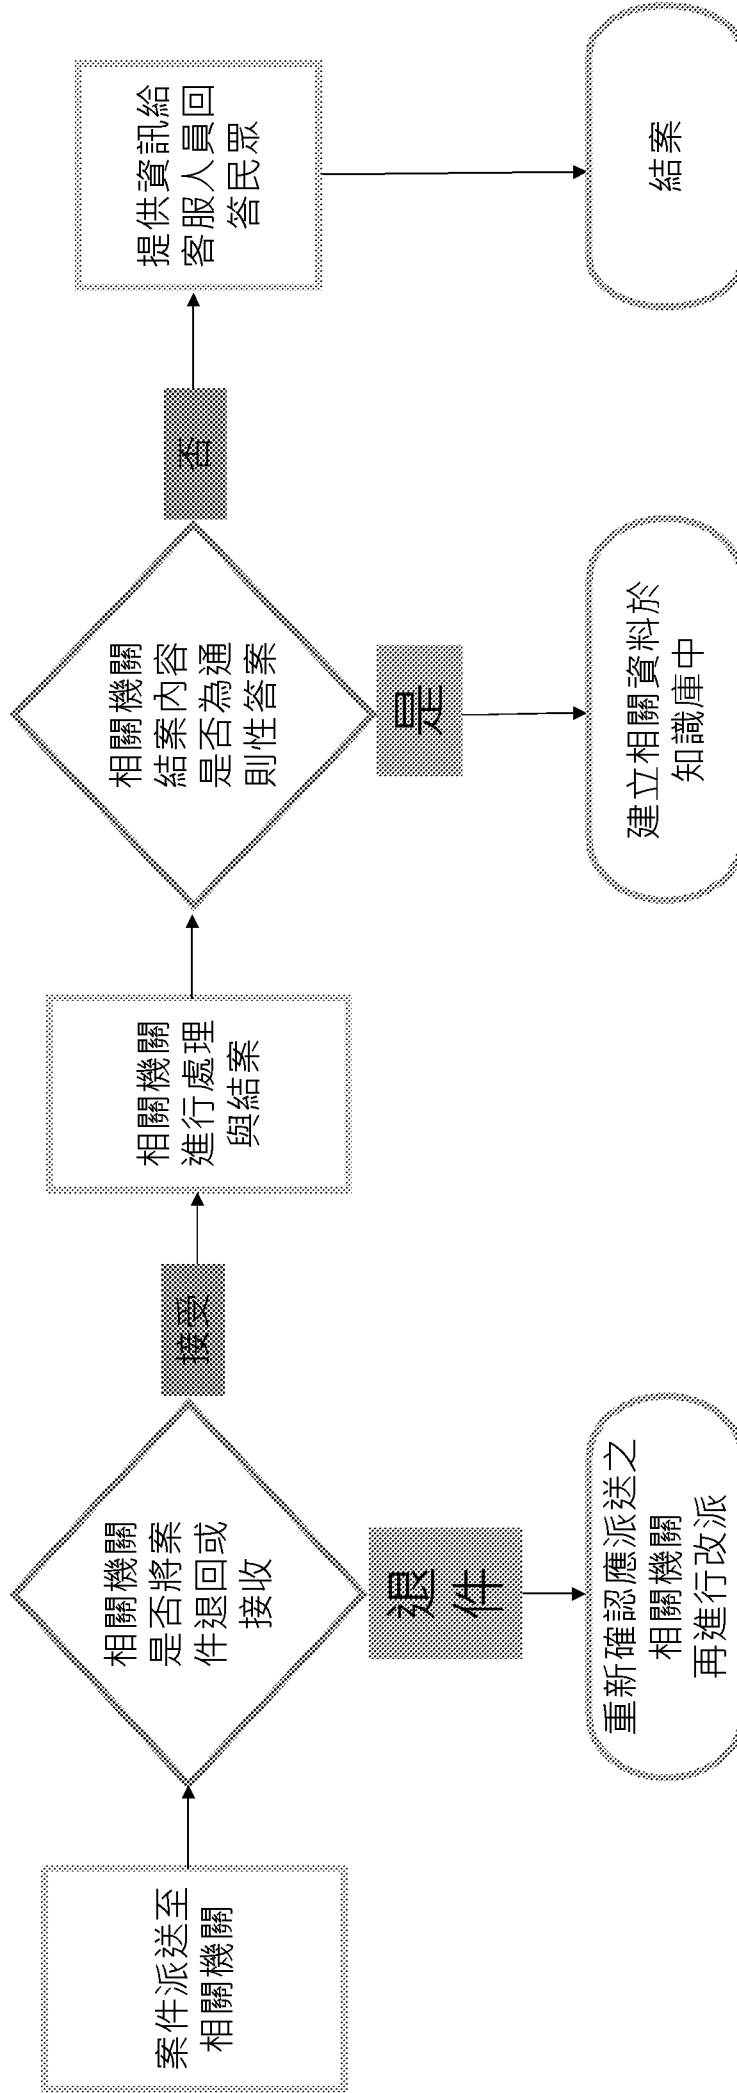 案件派送至
相關機關
相關機關
是否將案
件退回或
接收
接受
退
件
重新確認應派送之
相關機關
再進行改派
相關機關
進行處理
與結案
相關機關
結案內容
是否為通
則性答案
是
建立相關資料於
知識庫中
否
提供資訊給
客服人員回
答民眾
結案